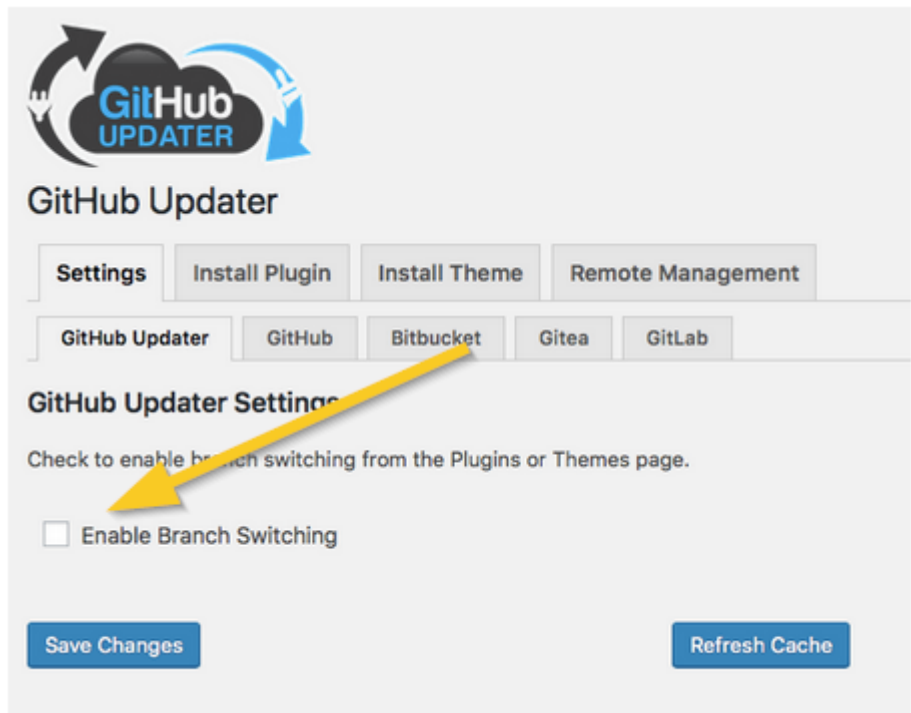 GitHub
UPDATER
GitHub Updater
Settings Install Plugin Install Theme Remote Management
GitHub Updater GitHub Bitbucket Gitea GitLab
GitHub Updater Settings
Check to enable branch switching from the Plugins or Themes page.
Enable Branch Switching
Save Changes Refresh Cache